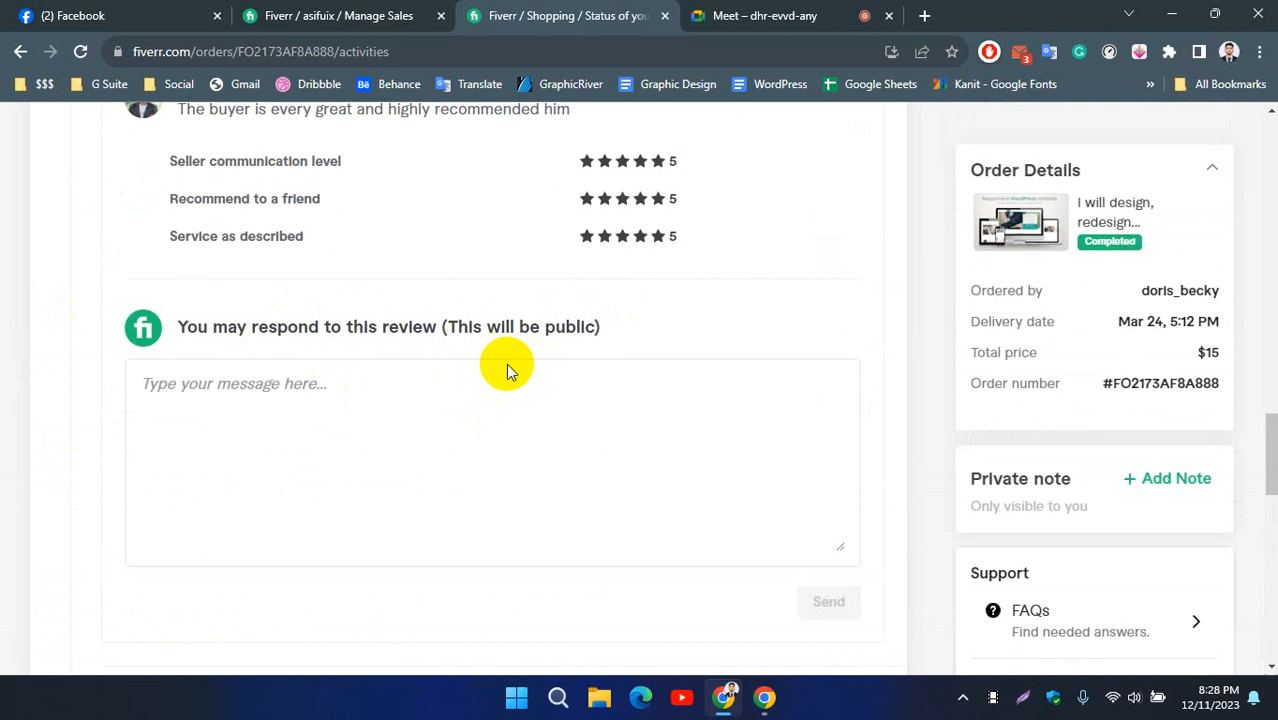 (2) Facebook
Fiverr / asifuix / Manage Sales
Fiverr / Shopping / Status of you
Meet – dhr-evvd-any
fiverr.com/orders/FO2173AF8A888/activities
3
$$$
G Suite
Social
Gmail
Dribbble
Behance
Translate
GraphicRiver
Graphic Design
WordPress
Google Sheets
Kanit - Google Fonts
»
All Bookmarks
The buyer is every great and highly recommended him
Seller communication level 5
Recommend to a friend 5
Service as described 5
You may respond to this review (This will be public)
Type your message here...
Send
Order Details
I will design,
redesign...
Completed
Ordered by doris_becky
Delivery date Mar 24, 5:12 PM
Total price $15
Order number #FO2173AF8A888
Private note + Add Note
Only visible to you
Support
FAQs
Find needed answers.
8:28 PM
12/11/2023